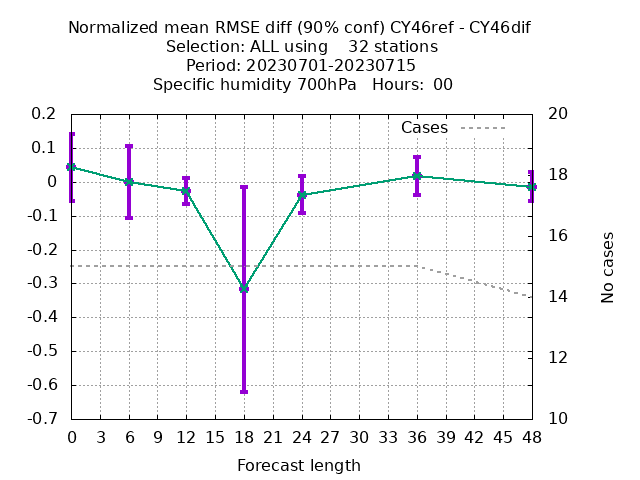 Normalized mean RMSE diff (90% conf) CY46ref - CY46dif
Selection: ALL using    32 stations
Period: 20230701-20230715
Specific humidity 700hPa   Hours:  00
Cases
0.2
0.1
0
-0.1
-0.2
-0.3
-0.4
-0.5
-0.6
-0.7
20
18
16
14
12
10
No cases
0 3 6 9 12 15 18 21 24 27 30 33 36 39 42 45 48
Forecast length